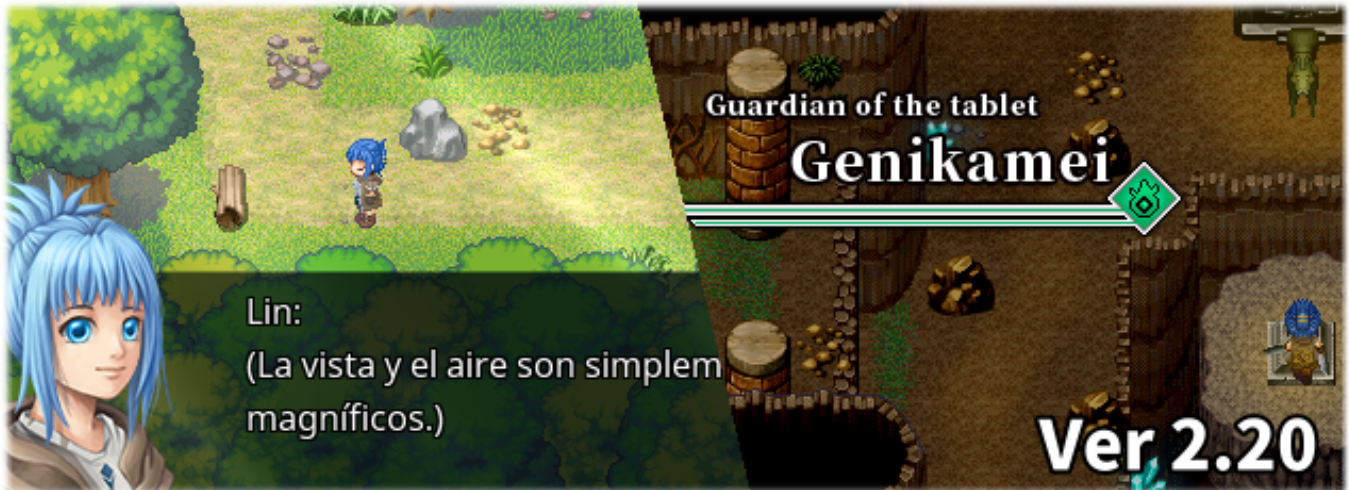 Lin:
(La vista y el aire son simplem
magníficos.)
Guardian of the tablet
Genikamei
Ver 2.20